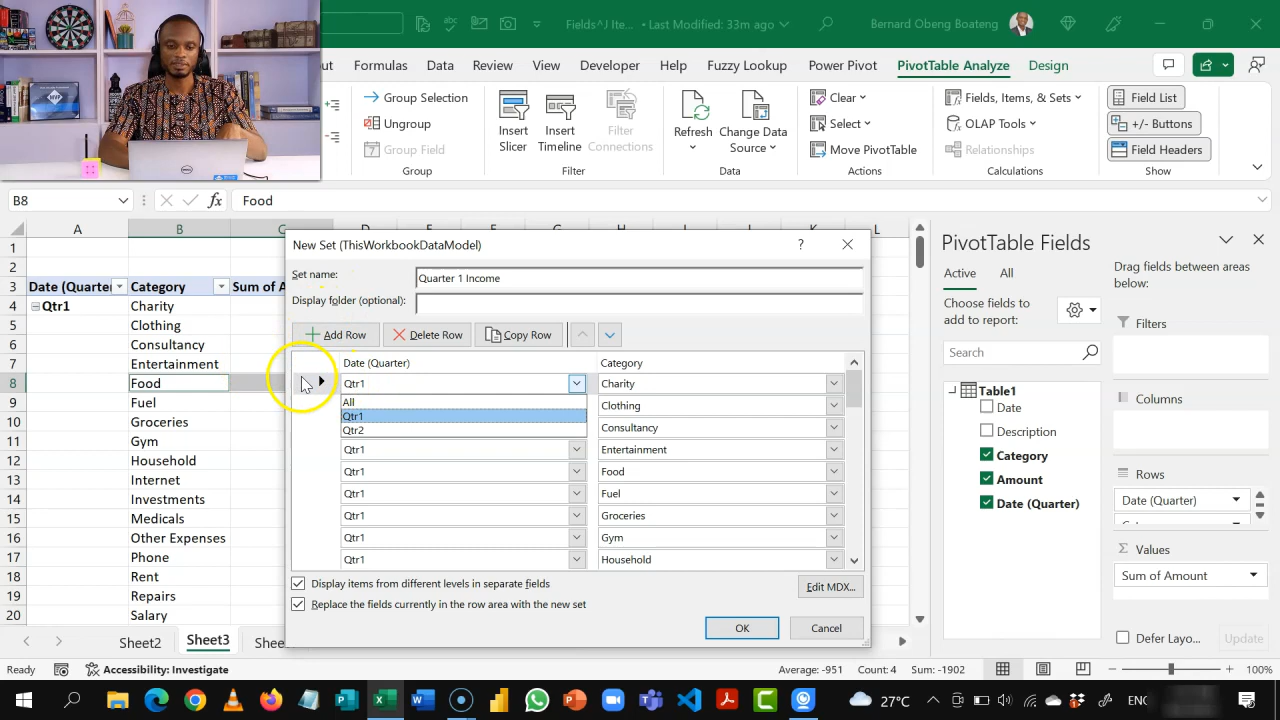 Fields^J Ite... • Last Modified: 33m ago
Bernard Obeng Boateng
out
Formulas
Data
Review
View
Developer
Help
Fuzzy Lookup
Power Pivot
PivotTable Analyze
Design
Group Selection
Ungroup
Group Field
Group
Insert Slicer
Insert Timeline
Filter Connections
Filter
Refresh
Change Data Source
Data
Clear
Select
Move PivotTable
Actions
Fields, Items, & Sets
OLAP Tools
Relationships
Calculations
Field List
+/- Buttons
Field Headers
Show
B8
fx
Food
A B C
1
2
3 Date (Quarter Category Sum of A
4 Qtr1 Charity
5 Clothing
6 Consultancy
7 Entertainment
8 Food
9 Fuel
10 Groceries
11 Gym
12 Household
13 Internet
14 Investments
15 Medicals
16 Other Expenses
17 Phone
18 Rent
19 Repairs
20 Salary
New Set (ThisWorkbookDataModel)
?
Set name:
Quarter 1 Income
Display folder (optional):
Add Row
Delete Row
Copy Row
Date (Quarter) Category
Qtr1 Charity
All
Clothing
Qtr1
Qtr2
Consultancy
Qtr1 Entertainment
Qtr1 Food
Qtr1 Fuel
Qtr1 Groceries
Qtr1 Gym
Qtr1 Household
Display items from different levels in separate fields
Edit MDX...
Replace the fields currently in the row area with the new set
OK
Cancel
L
PivotTable Fields
Active
All
Choose fields to add to report:
Search
Table1
Date
Description
Category
Amount
Date (Quarter)
Drag fields between areas below:
Filters
Columns
Rows
Date (Quarter)
Σ Values
Sum of Amount
Defer Layo...
Update
Sheet2
Sheet3
Shee
Ready
Accessibility: Investigate
Average: -951
Count: 4
Sum: -1902
100%
27°C
ENG